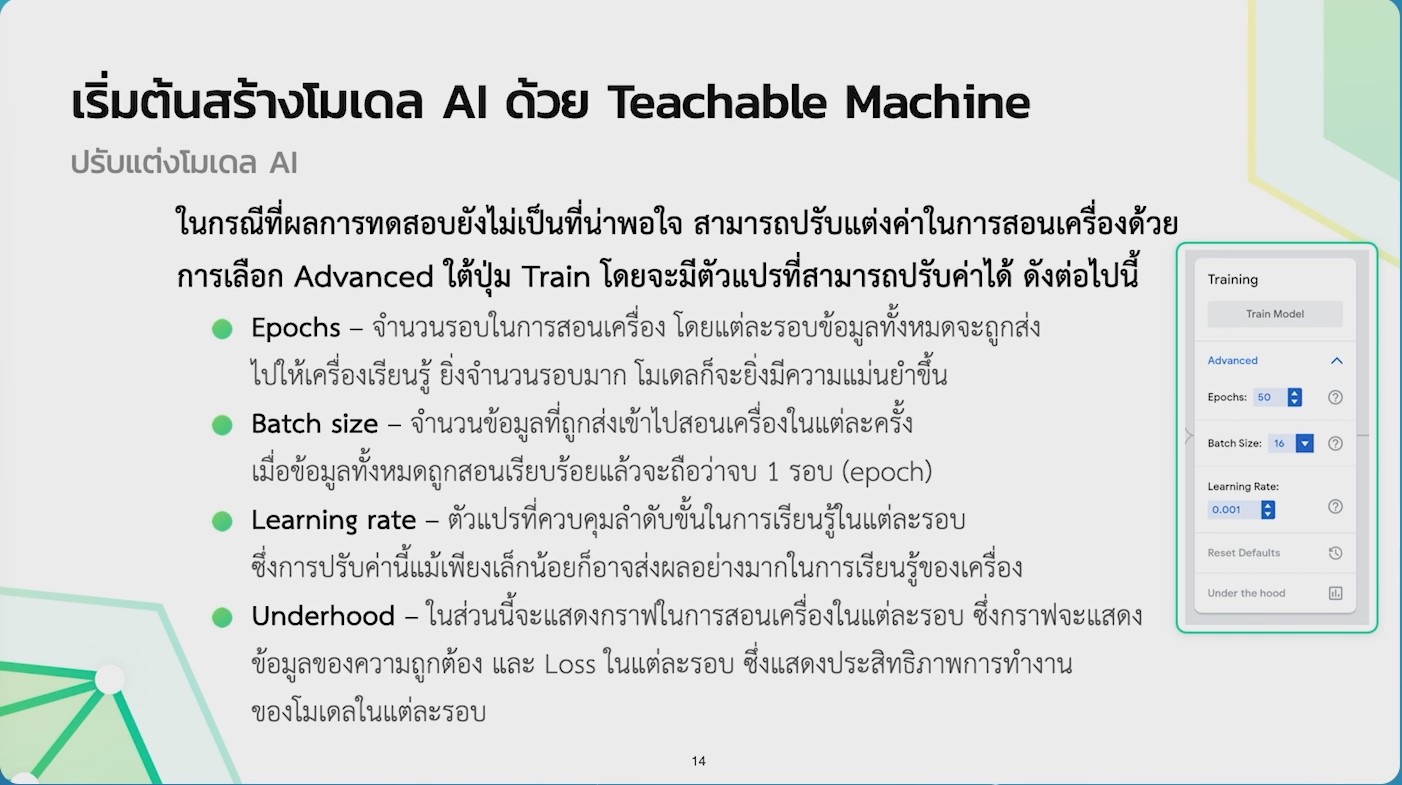 เริ่มต้นสร้างโมเดล AI ด้วย Teachable Machine
ปรับแต่งโมเดล AI
ในกรณีที่ผลการทดสอบยังไม่เป็นที่น่าพอใจ สามารถปรับแต่งค่าในการสอนเครื่องด้วย
การเลือก Advanced ใต้ปุ่ม Train โดยจะมีตัวแปรที่สามารถปรับค่าได้ ดังต่อไปนี้
Epochs – จำนวนรอบในการสอนเครื่อง โดยแต่ละรอบข้อมูลทั้งหมดจะถูกส่ง
ไปให้เครื่องเรียนรู้ ยิ่งจำนวนรอบมาก โมเดลก็จะยิ่งมีความแม่นยำขึ้น
Batch size – จำนวนข้อมูลที่ถูกส่งเข้าไปสอนเครื่องในแต่ละครั้ง
เมื่อข้อมูลทั้งหมดถูกสอนเรียบร้อยแล้วจะถือว่าจบ 1 รอบ (epoch)
Learning rate – ตัวแปรที่ควบคุมลำดับขั้นในการเรียนรู้ในแต่ละรอบ
ซึ่งการปรับค่านี้แม้เพียงเล็กน้อยก็อาจส่งผลอย่างมากในการเรียนรู้ของเครื่อง
Underhood – ในส่วนนี้จะแสดงกราฟในการสอนเครื่องในแต่ละรอบ ซึ่งกราฟจะแสดง
ข้อมูลของความถูกต้อง และ Loss ในแต่ละรอบ ซึ่งแสดงประสิทธิภาพการทำงาน
ของโมเดลในแต่ละรอบ
Training
Train Model
Advanced
Epochs: 50
Batch Size: 16
Learning Rate:
0.001
Reset Defaults
Under the hood
14